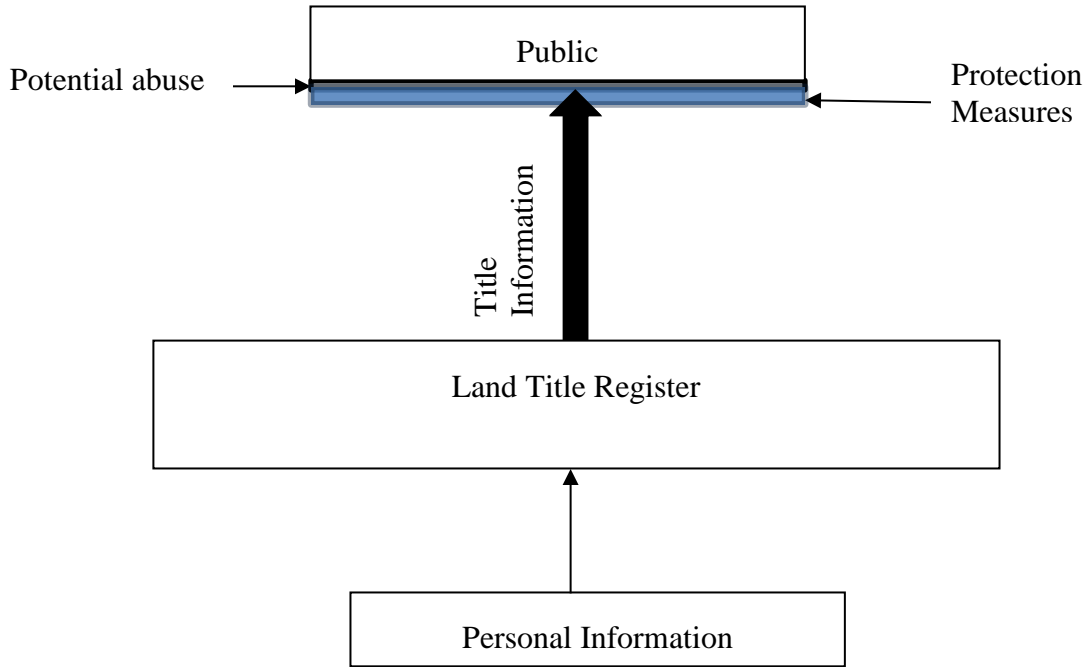 Public
Potential abuse
Protection
Measures
Title
Information
Land Title Register
Personal Information